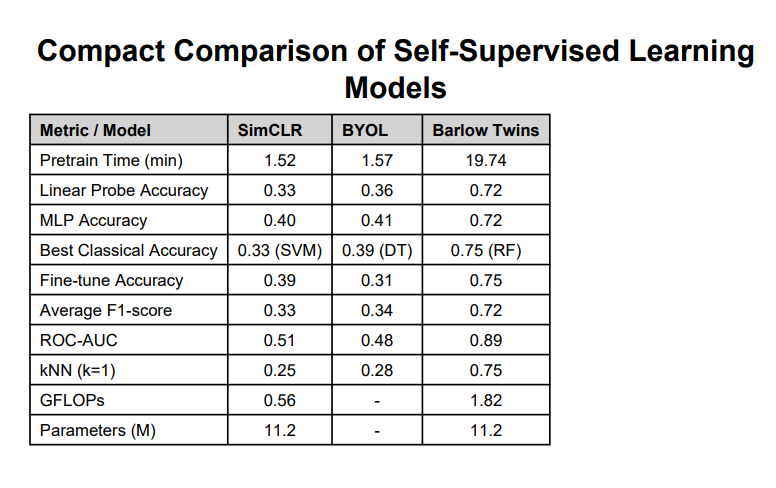 Compact Comparison of Self-Supervised Learning
Models
Metric / Model SimCLR BYOL Barlow Twins
Pretrain Time (min) 1.52 1.57 19.74
Linear Probe Accuracy 0.33 0.36 0.72
MLP Accuracy 0.40 0.41 0.72
Best Classical Accuracy 0.33 (SVM) 0.39 (DT) 0.75 (RF)
Fine-tune Accuracy 0.39 0.31 0.75
Average F1-score 0.33 0.34 0.72
ROC-AUC 0.51 0.48 0.89
kNN (k=1) 0.25 0.28 0.75
GFLOPs 0.56 - 1.82
Parameters (M) 11.2 - 11.2